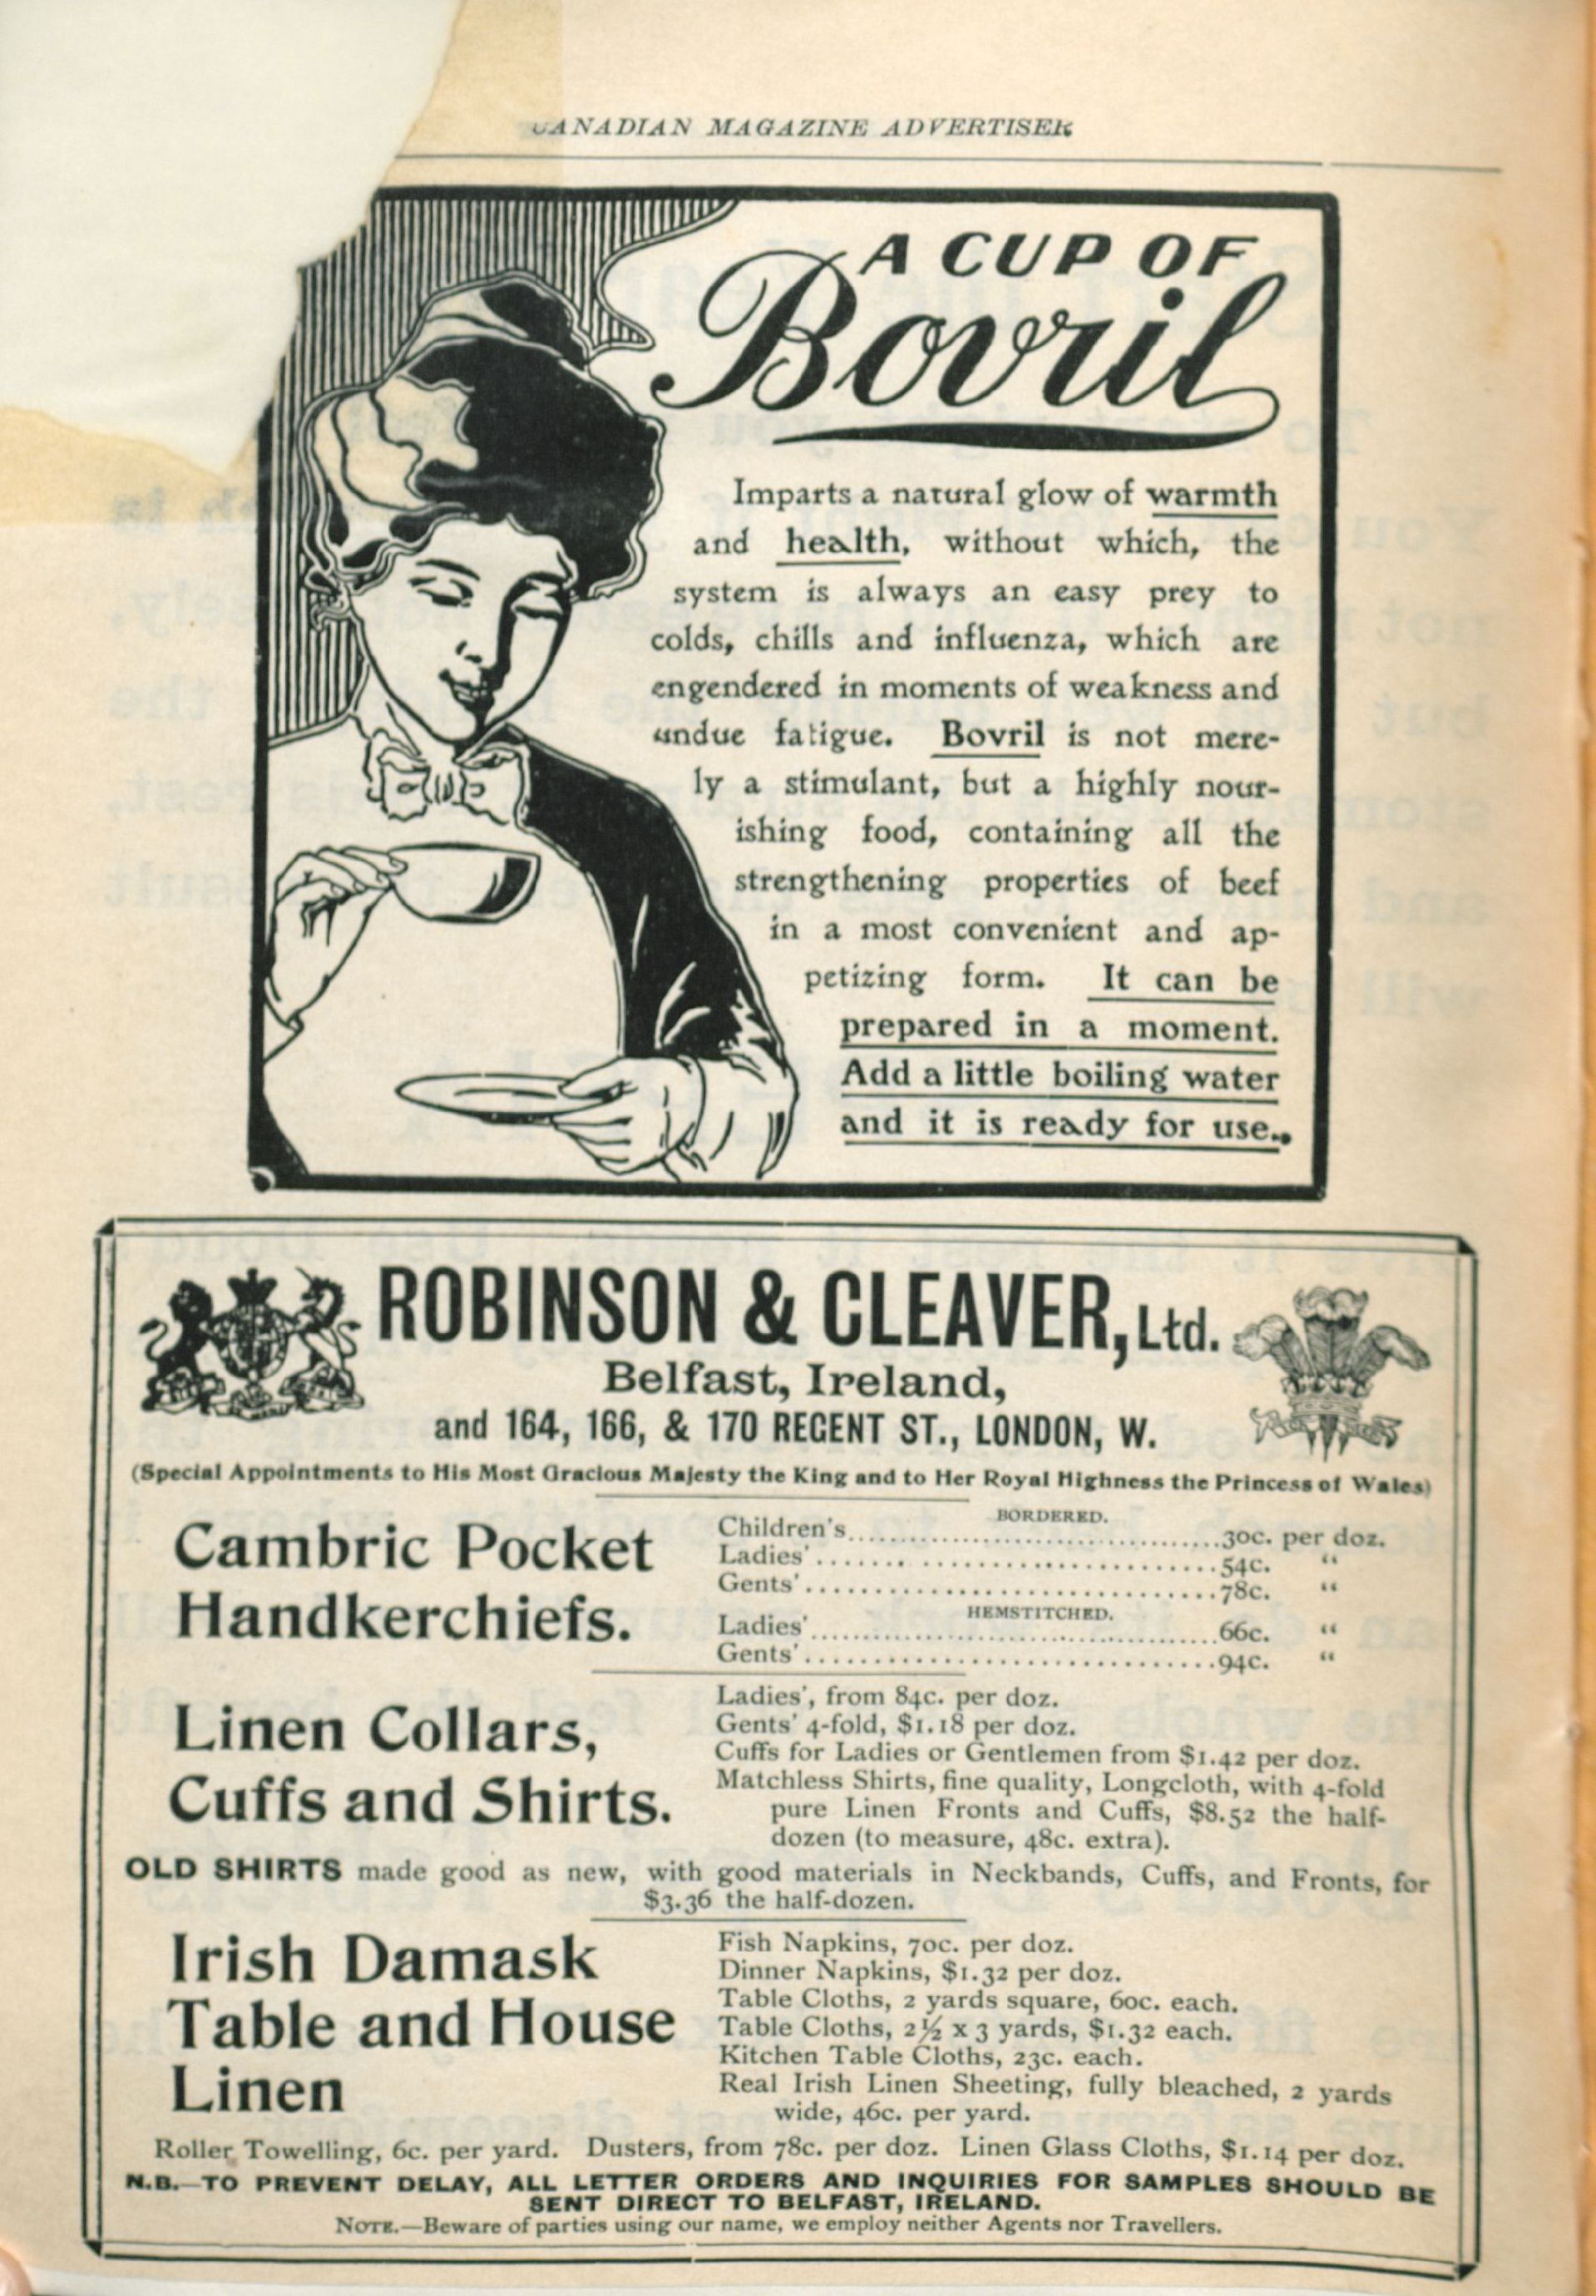 CANADIAN MAGAZINE ADVERTISER
A CUP OF
Bovril
Imparts a natural glow of warmth
and health, without which, the
system is always an easy prey to
colds, chills and influenza, which are
engendered in moments of weakness and
undue fatigue. Bovril is not mere-
ly a stimulant, but a highly nour-
ishing food, containing all the
strengthening properties of beef
in a most convenient and ap-
petizing form. It can be
prepared in a moment.
Add a little boiling water
and it is ready for use..
ROBINSON & CLEAVER, Ltd.
Belfast, Ireland,
and 164, 166, & 170 REGENT ST., LONDON, W.
(Special Appointments to His Most Gracious Majesty the King and to Her Royal Highness the Princess of Wales)
Cambric Pocket
Handkerchiefs.
BORDERED.
Children's....................30c. per doz.
Ladies'....................54c. "
Gents'....................78c. "
HEMSTITCHED.
Ladies'....................66c. "
Gents'....................94c. "
Linen Collars,
Cuffs and Shirts.
Ladies', from 84c. per doz.
Gents' 4-fold, $1.18 per doz.
Cuffs for Ladies or Gentlemen from $1.42 per doz.
Matchless Shirts, fine quality, Longcloth, with 4-fold
pure Linen Fronts and Cuffs, $8.52 the half-
dozen (to measure, 48c. extra).
OLD SHIRTS made good as new, with good materials in Neckbands, Cuffs, and Fronts, for
$3.36 the half-dozen.
Irish Damask
Table and House
Linen
Fish Napkins, 70c. per doz.
Dinner Napkins, $1.32 per doz.
Table Cloths, 2 yards square, 60c. each.
Table Cloths, 2½ x 3 yards, $1.32 each.
Kitchen Table Cloths, 23c. each.
Real Irish Linen Sheeting, fully bleached, 2 yards
wide, 46c. per yard.
Roller Towelling, 6c. per yard. Dusters, from 78c. per doz. Linen Glass Cloths, $1.14 per doz.
N.B.—TO PREVENT DELAY, ALL LETTER ORDERS AND INQUIRIES FOR SAMPLES SHOULD BE
SENT DIRECT TO BELFAST, IRELAND.
NOTE.—Beware of parties using our name, we employ neither Agents nor Travellers.